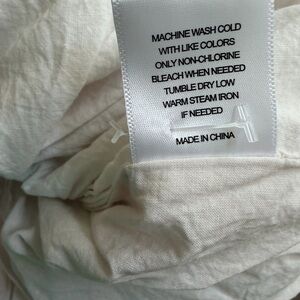 MACHINE WASH COLD
WITH LIKE COLORS
ONLY NON-CHLORINE
BLEACH WHEN NEEDED
TUMBLE DRY LOW
WARM STEAM IRON
IF NEEDED
MADE IN CHINA